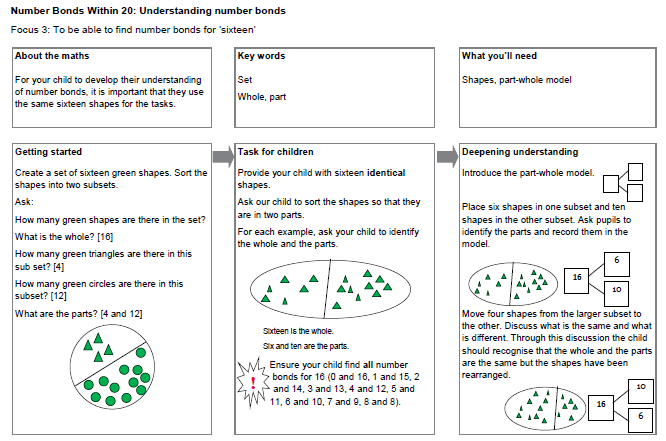 Number Bonds Within 20: Understanding number bonds
Focus 3: To be able to find number bonds for 'sixteen'
About the maths
For your child to develop their understanding
of number bonds, it is important that they use
the same sixteen shapes for the tasks.
Key words
Set
Whole, part
What you'll need
Shapes, part-whole model
Getting started
Create a set of sixteen green shapes. Sort the
shapes into two subsets.
Ask:
How many green shapes are there in the set?
What is the whole? [16]
How many green triangles are there in this
sub set? [4]
How many green circles are there in this
subset? [12]
What are the parts? [4 and 12]
Task for children
Provide your child with sixteen identical
shapes.
Ask our child to sort the shapes so that they
are in two parts.
For each example, ask your child to identify
the whole and the parts.
Sixteen is the whole.
Six and ten are the parts.
!
Ensure your child find all number
bonds for 16 (0 and 16, 1 and 15, 2
and 14, 3 and 13, 4 and 12, 5 and
11, 6 and 10, 7 and 9, 8 and 8).
Deepening understanding
Introduce the part-whole model.
Place six shapes in one subset and ten
shapes in the other subset. Ask pupils to
identify the parts and record them in the
model.
6
16
10
Move four shapes from the larger subset to
the other. Discuss what is the same and what
is different. Through this discussion the child
should recognise that the whole and the parts
are the same but the shapes have been
rearranged.
10
16
6